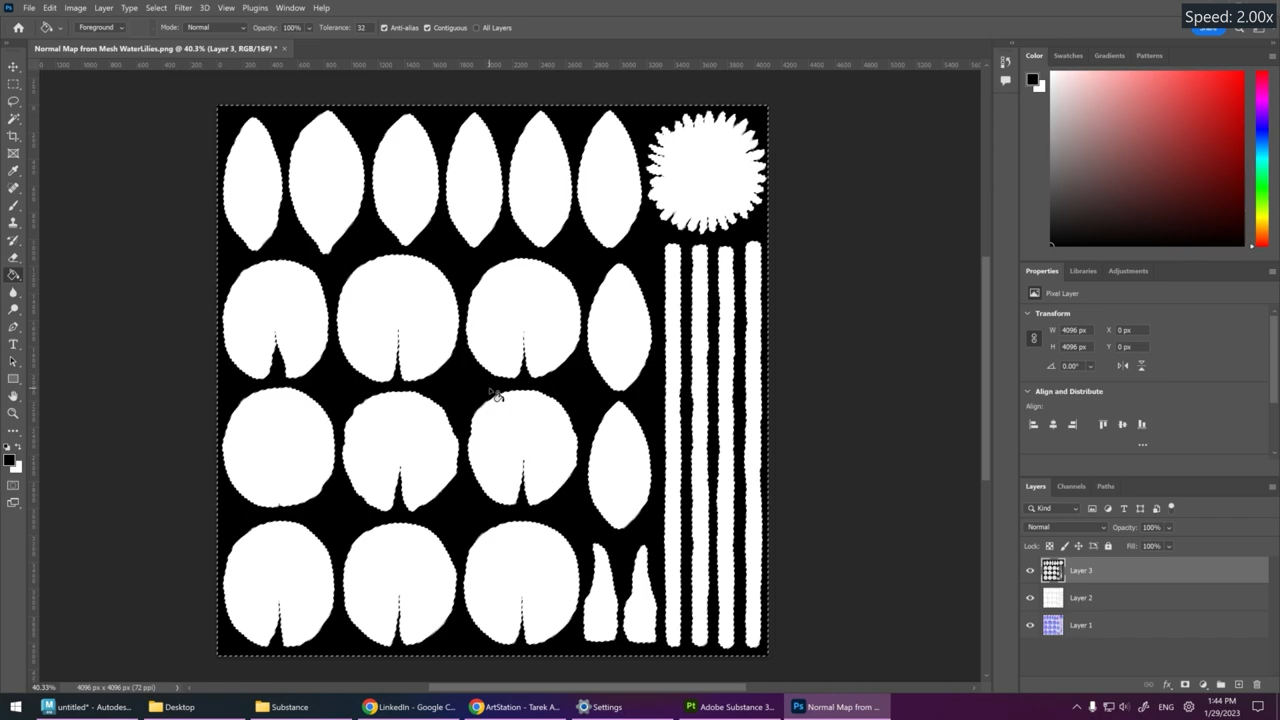 Ps File Edit Image Layer Type Select Filter 3D View Plugins Window Help
Speed: 2.00x
Foreground Mode: Normal Opacity: 100% Tolerance: 32 Anti-alias Contiguous All Layers
Normal Map from Mesh WaterLilies.png @ 40.3% (Layer 3, RGB/16#) * ×
Color Swatches Gradients Patterns
Properties Libraries Adjustments
Pixel Layer
Transform
W 4096 px X 0 px
H 4096 px Y 0 px
0.00°
Align and Distribute
Align:
Layers Channels Paths
Kind
Normal Opacity: 100%
Lock: Fill: 100%
Layer 3
Layer 2
Layer 1
40.33% 4096 px x 4096 px (72 ppi)
untitled* - Autodes... Desktop Substance LinkedIn - Google C... ArtStation - Tarek A... Settings Adobe Substance 3... Normal Map from ... ENG 1:44 PM
1/29/2023